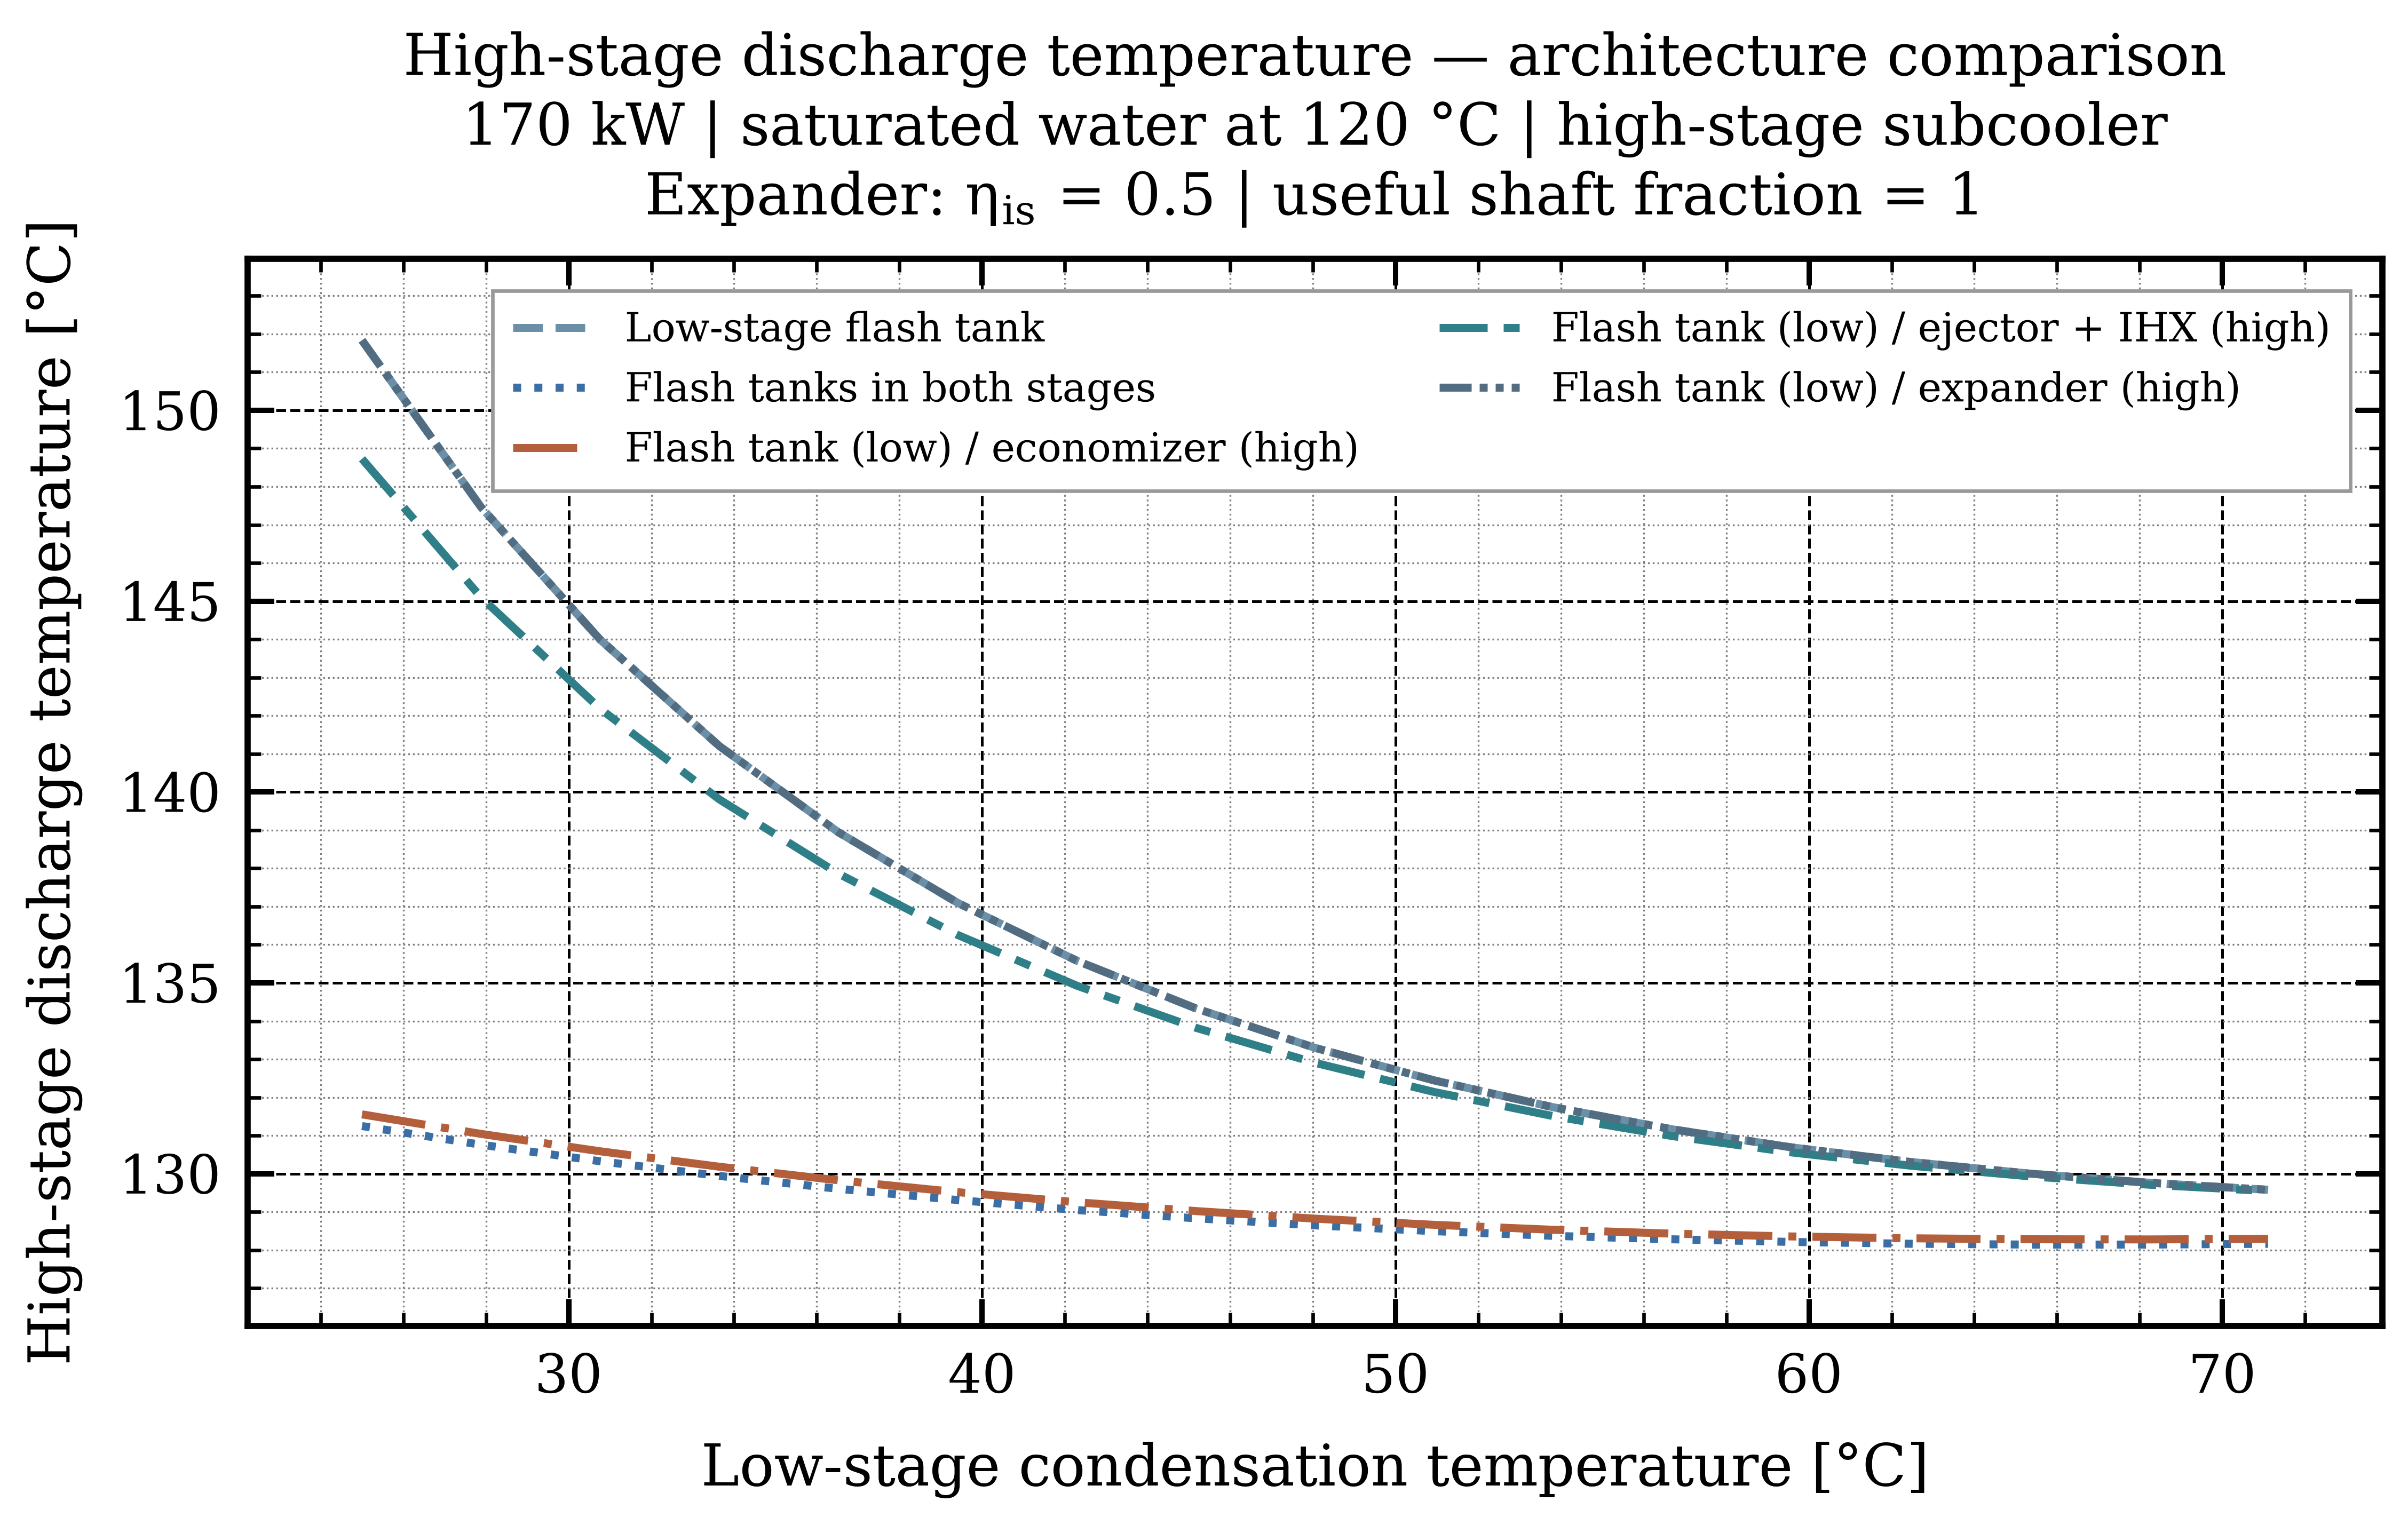 High-stage discharge temperature — architecture comparison
170 kW | saturated water at 120 °C | high-stage subcooler
Expander: ηis = 0.5 | useful shaft fraction = 1
High-stage discharge temperature [°C]
Low-stage flash tank
Flash tanks in both stages
Flash tank (low) / economizer (high)
Flash tank (low) / ejector + IHX (high)
Flash tank (low) / expander (high)
150
145
140
135
130
30
40
50
60
70
Low-stage condensation temperature [°C]